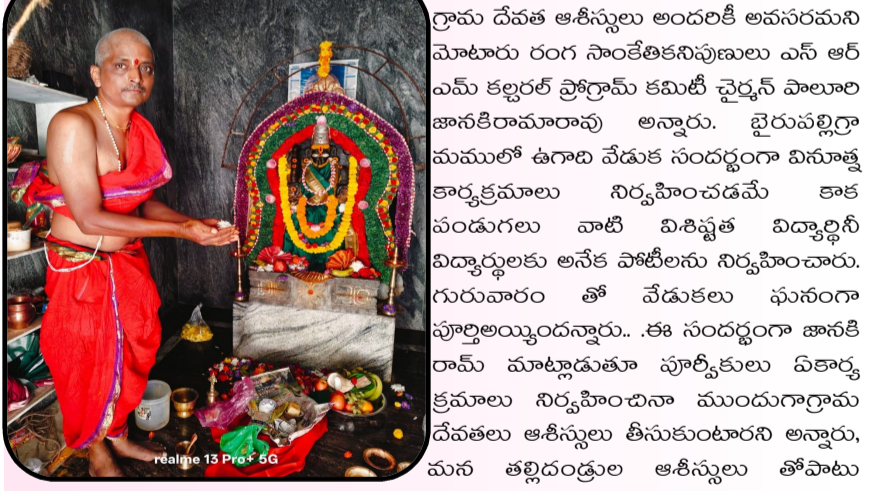 గ్రామ దేవత ఆశీస్సులు అందరికీ అవసరమని
మోటారు రంగ సాంకేతికనిపుణులు ఎస్ ఆర్
ఎమ్ కల్చరల్ ప్రోగ్రామ్ కమిటీ చైర్మన్ పాలూరి
జానకిరామారావు అన్నారు. బైరుపల్లిగ్రా
మములో ఉగాది వేడుక సందర్భంగా వినూత్న
కార్యక్రమాలు నిర్వహించడమే కాక
పండుగలు వాటి విశిష్టత విద్యార్థినీ
విద్యార్థులకు అనేక పోటీలను నిర్వహించారు.
గురువారం తో వేడుకలు ఘనంగా
పూర్తిఅయ్యిందన్నారు.. .ఈ సందర్భంగా జానకి
రామ్ మాట్లాడుతూ పూర్వీకులు ఏకార్య
క్రమాలు నిర్వహించినా ముందుగాగ్రామ
దేవతలు ఆశీస్సులు తీసుకుంటారని అన్నారు,
మన తల్లిదండ్రుల ఆశీస్సులు తోపాటు
realme 13 Pro+ 5G